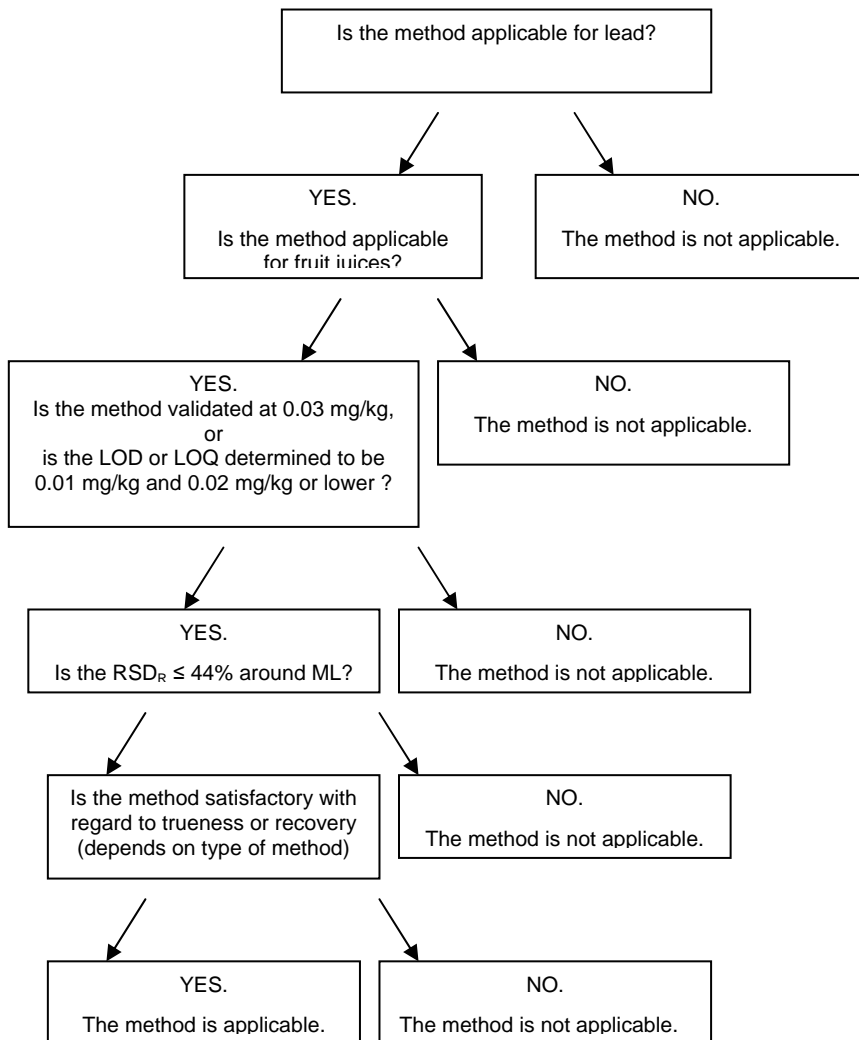 Is the method applicable for lead?
YES.
Is the method applicable
for fruit juices?
NO.
The method is not applicable.
YES.
Is the method validated at 0.03 mg/kg,
or
is the LOD or LOQ determined to be
0.01 mg/kg and 0.02 mg/kg or lower ?
NO.
The method is not applicable.
YES.
Is the RSDR ≤ 44% around ML?
NO.
The method is not applicable.
Is the method satisfactory with
regard to trueness or recovery
(depends on type of method)
NO.
The method is not applicable.
YES.
The method is applicable.
NO.
The method is not applicable.